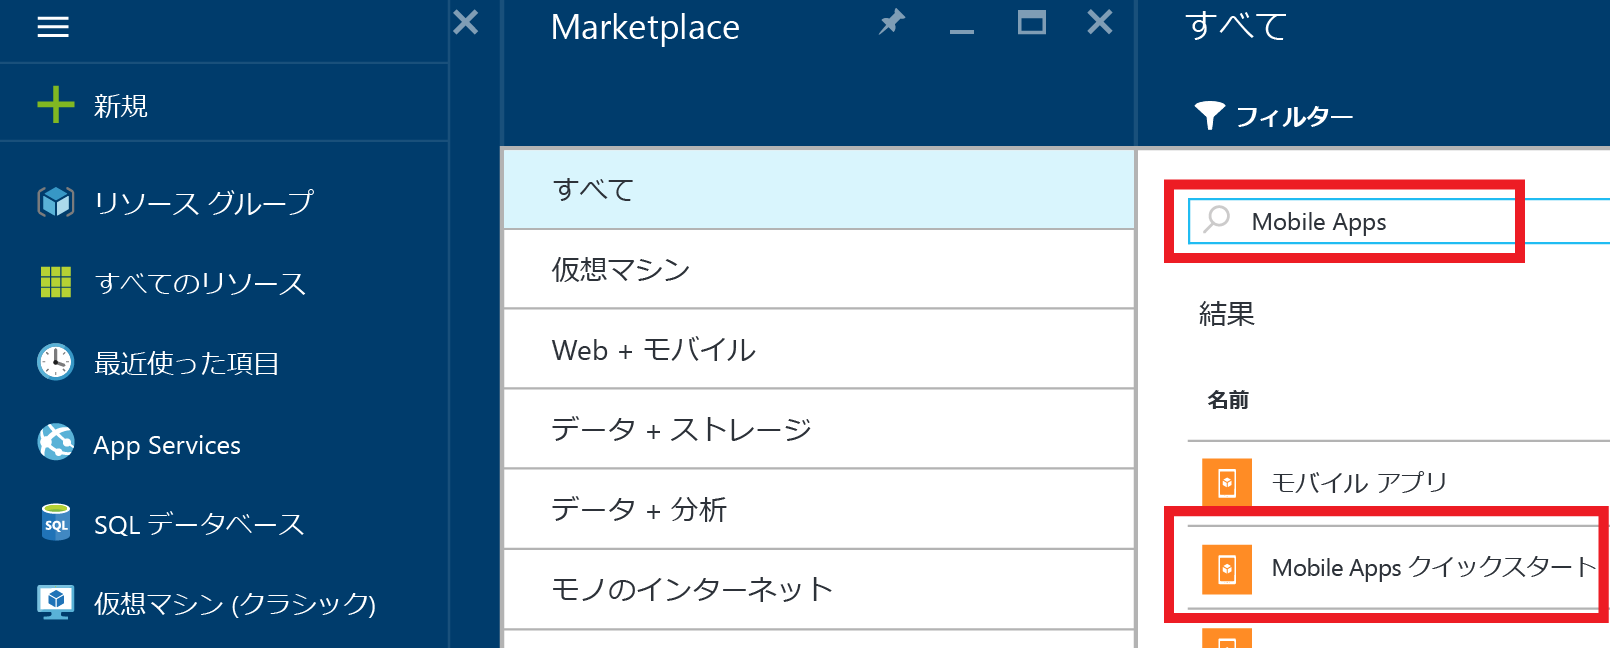 新規
リソース グループ
すべてのリソース
最近使った項目
App Services
SQL
SQL データベース
仮想マシン (クラシック)
Marketplace
すべて
仮想マシン
Web + モバイル
データ + ストレージ
データ + 分析
モノのインターネット
すべて
フィルター
Mobile Apps
結果
名前
モバイル アプリ
Mobile Apps クイックスタート